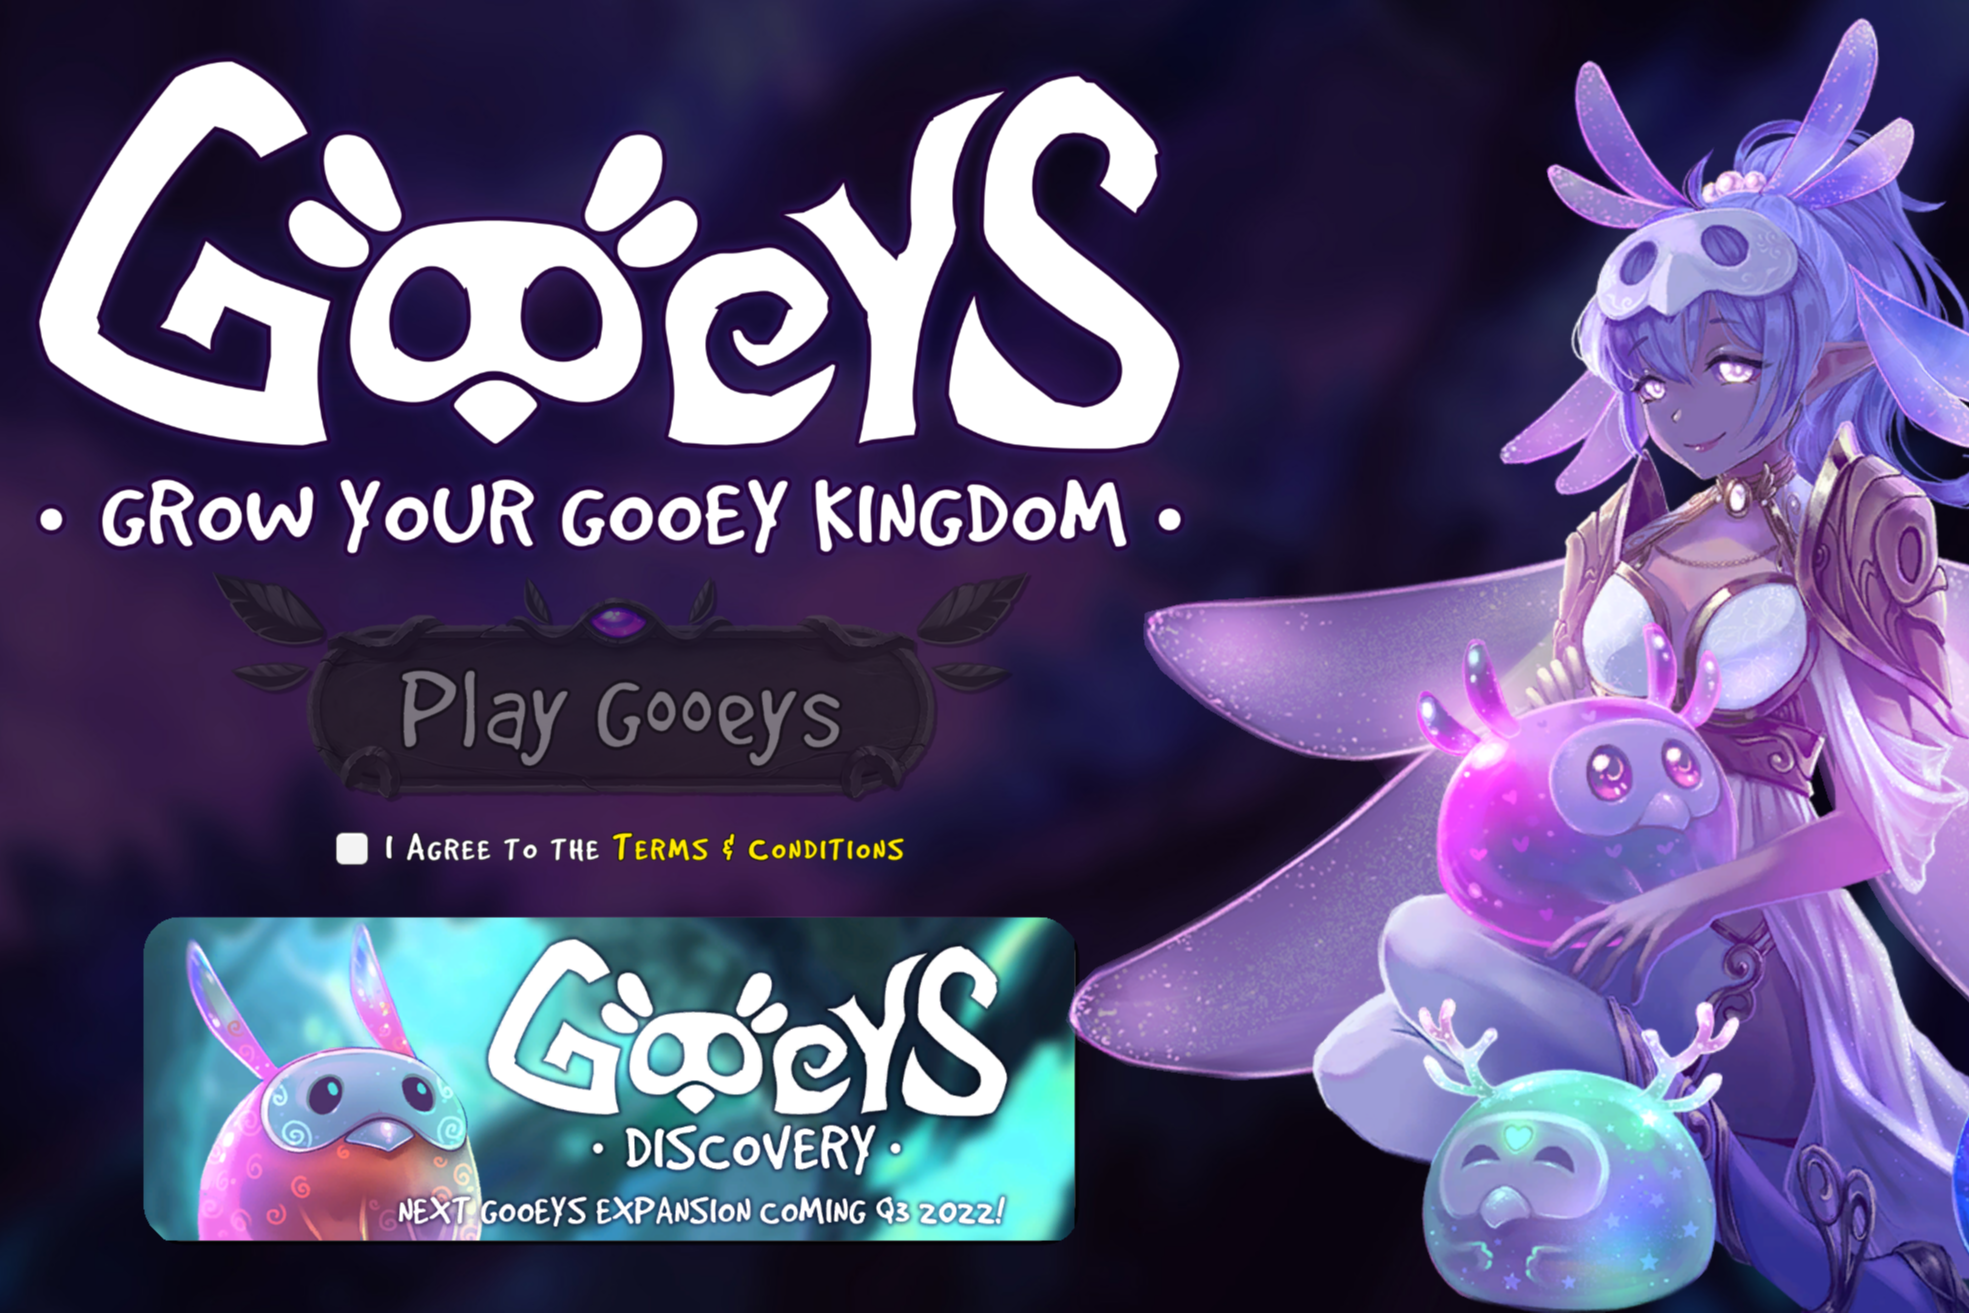 GooeyS
• GROW YOUR GOOEY KINGDOM •
Play Gooeys
I AGREE TO THE TERMS & CONDITIONS
GooeyS
• DISCOVERY •
NEXT GOOEYS EXPANSION COMING Q3 2022!